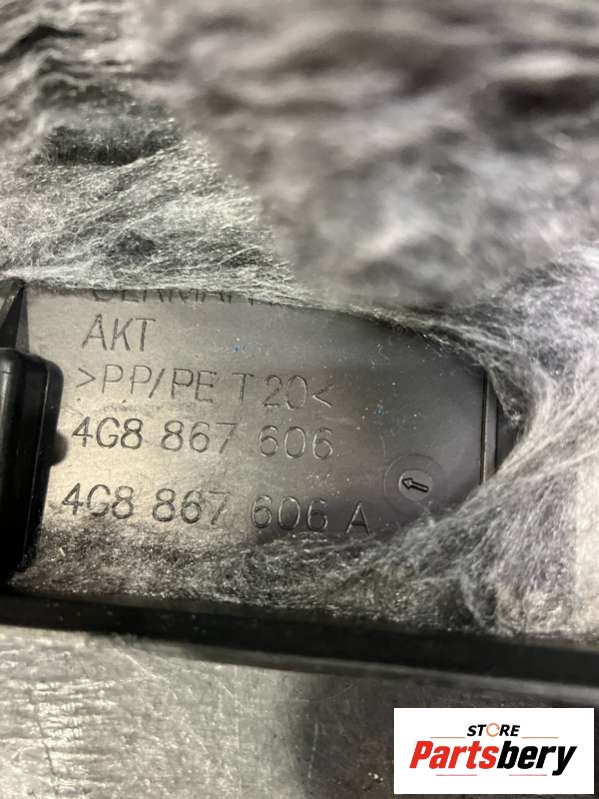 AKT
>PP/PE T20<
4G8 867 606
4G8 867 606 A
STORE
Partsbery